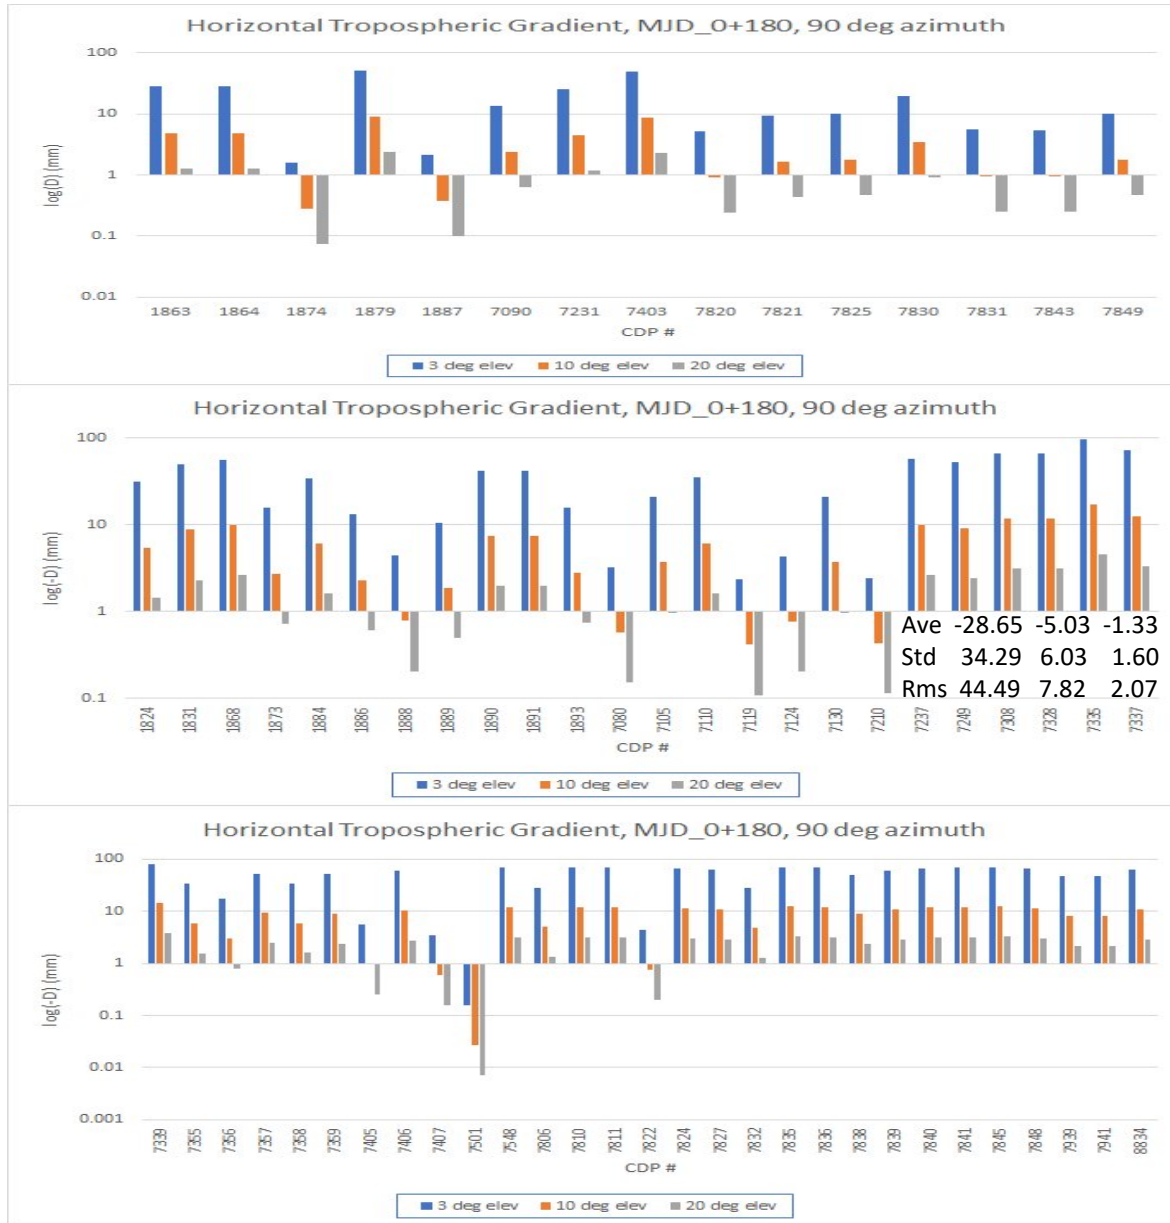 Horizontal Tropospheric Gradient, MJD_0+180, 90 deg azimuth
100
10
1
0.1
0.01
log(D) (mm)
1863 1864 1874 1879 1887 7090 7231 7403 7820 7821 7825 7830 7831 7843 7849
CDP #
3 deg elev 10 deg elev 20 deg elev
Horizontal Tropospheric Gradient, MJD_0+180, 90 deg azimuth
100
10
1
0.1
log(-D) (mm)
Ave -28.65 -5.03 -1.33
Std 34.29 6.03 1.60
Rms 44.49 7.82 2.07
1824 1831 1868 1873 1884 1886 1888 1889 1890 1891 1893 7080 7105 7110 7119 7124 7130 7210 7237 7249 7308 7328 7335 7337
CDP #
3 deg elev 10 deg elev 20 deg elev
Horizontal Tropospheric Gradient, MJD_0+180, 90 deg azimuth
100
10
1
0.1
0.01
0.001
log(-D) (mm)
7339 7355 7356 7357 7358 7359 7405 7406 7407 7501 7548 7806 7810 7811 7822 7824 7827 7832 7835 7836 7838 7839 7840 7841 7845 7848 7939 7941 8834
CDP #
3 deg elev 10 deg elev 20 deg elev